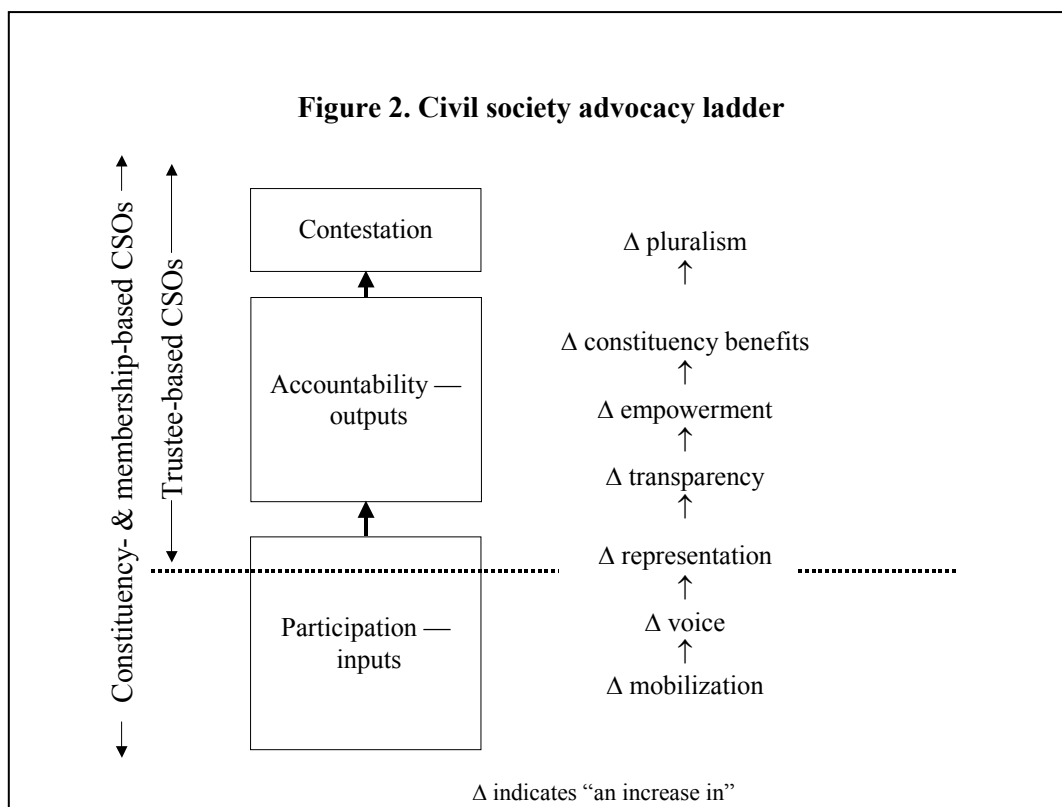 Figure 2. Civil society advocacy ladder
Constituency- & membership-based CSOs
Trustee-based CSOs
Contestation
Accountability —
outputs
Participation —
inputs
Δ pluralism
↑
Δ constituency benefits
↑
Δ empowerment
↑
Δ transparency
↑
Δ representation
↑
Δ voice
↑
Δ mobilization
Δ indicates “an increase in”